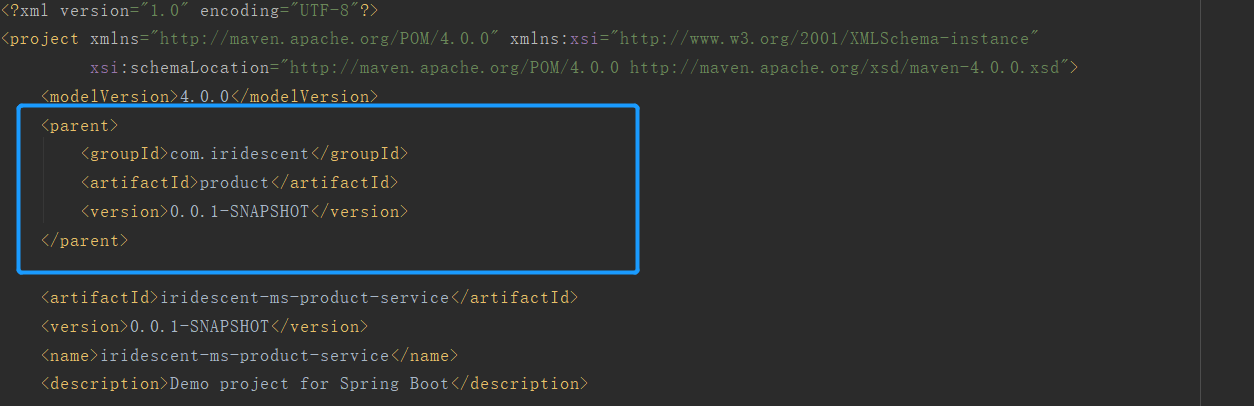 <?xml version="1.0" encoding="UTF-8"?>
<project xmlns="http://maven.apache.org/POM/4.0.0" xmlns:xsi="http://www.w3.org/2001/XMLSchema-instance"
xsi:schemaLocation="http://maven.apache.org/POM/4.0.0 http://maven.apache.org/xsd/maven-4.0.0.xsd">
<modelVersion>4.0.0</modelVersion>
<parent>
<groupId>com.iridescent</groupId>
<artifactId>product</artifactId>
<version>0.0.1-SNAPSHOT</version>
</parent>
<artifactId>iridescent-ms-product-service</artifactId>
<version>0.0.1-SNAPSHOT</version>
<name>iridescent-ms-product-service</name>
<description>Demo project for Spring Boot</description>